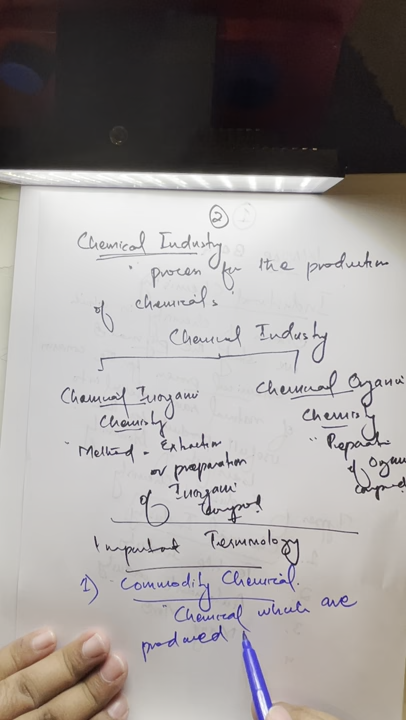 2
Chemical Industry
" process for the production
of chemicals "
Chemical Industry
Chemical Inorganic
Chemistry
" Method - Extraction
or preparation
of Inorganic
Compound
Chemical Organic
Chemistry
" Preparation
of Organic
Compound
Important Terminology
1) Commodity Chemical.
" Chemical which are
produced